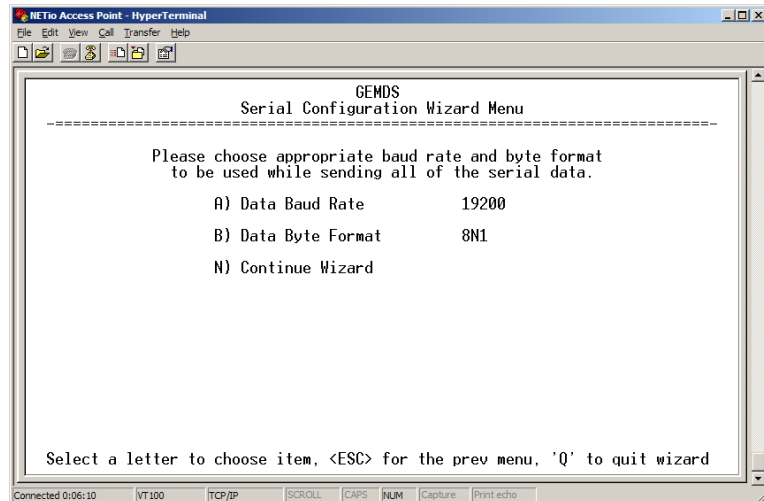 NETio Access Point - HyperTerminal
File Edit View Call Transfer Help
GEMDS
Serial Configuration Wizard Menu
-==========================================================================-
Please choose appropriate baud rate and byte format
to be used while sending all of the serial data.
A) Data Baud Rate 19200
B) Data Byte Format 8N1
N) Continue Wizard
Select a letter to choose item, <ESC> for the prev menu, 'Q' to quit wizard
Connected 0:06:10 VT100 TCP/IP SCROLL CAPS NUM Capture Print echo